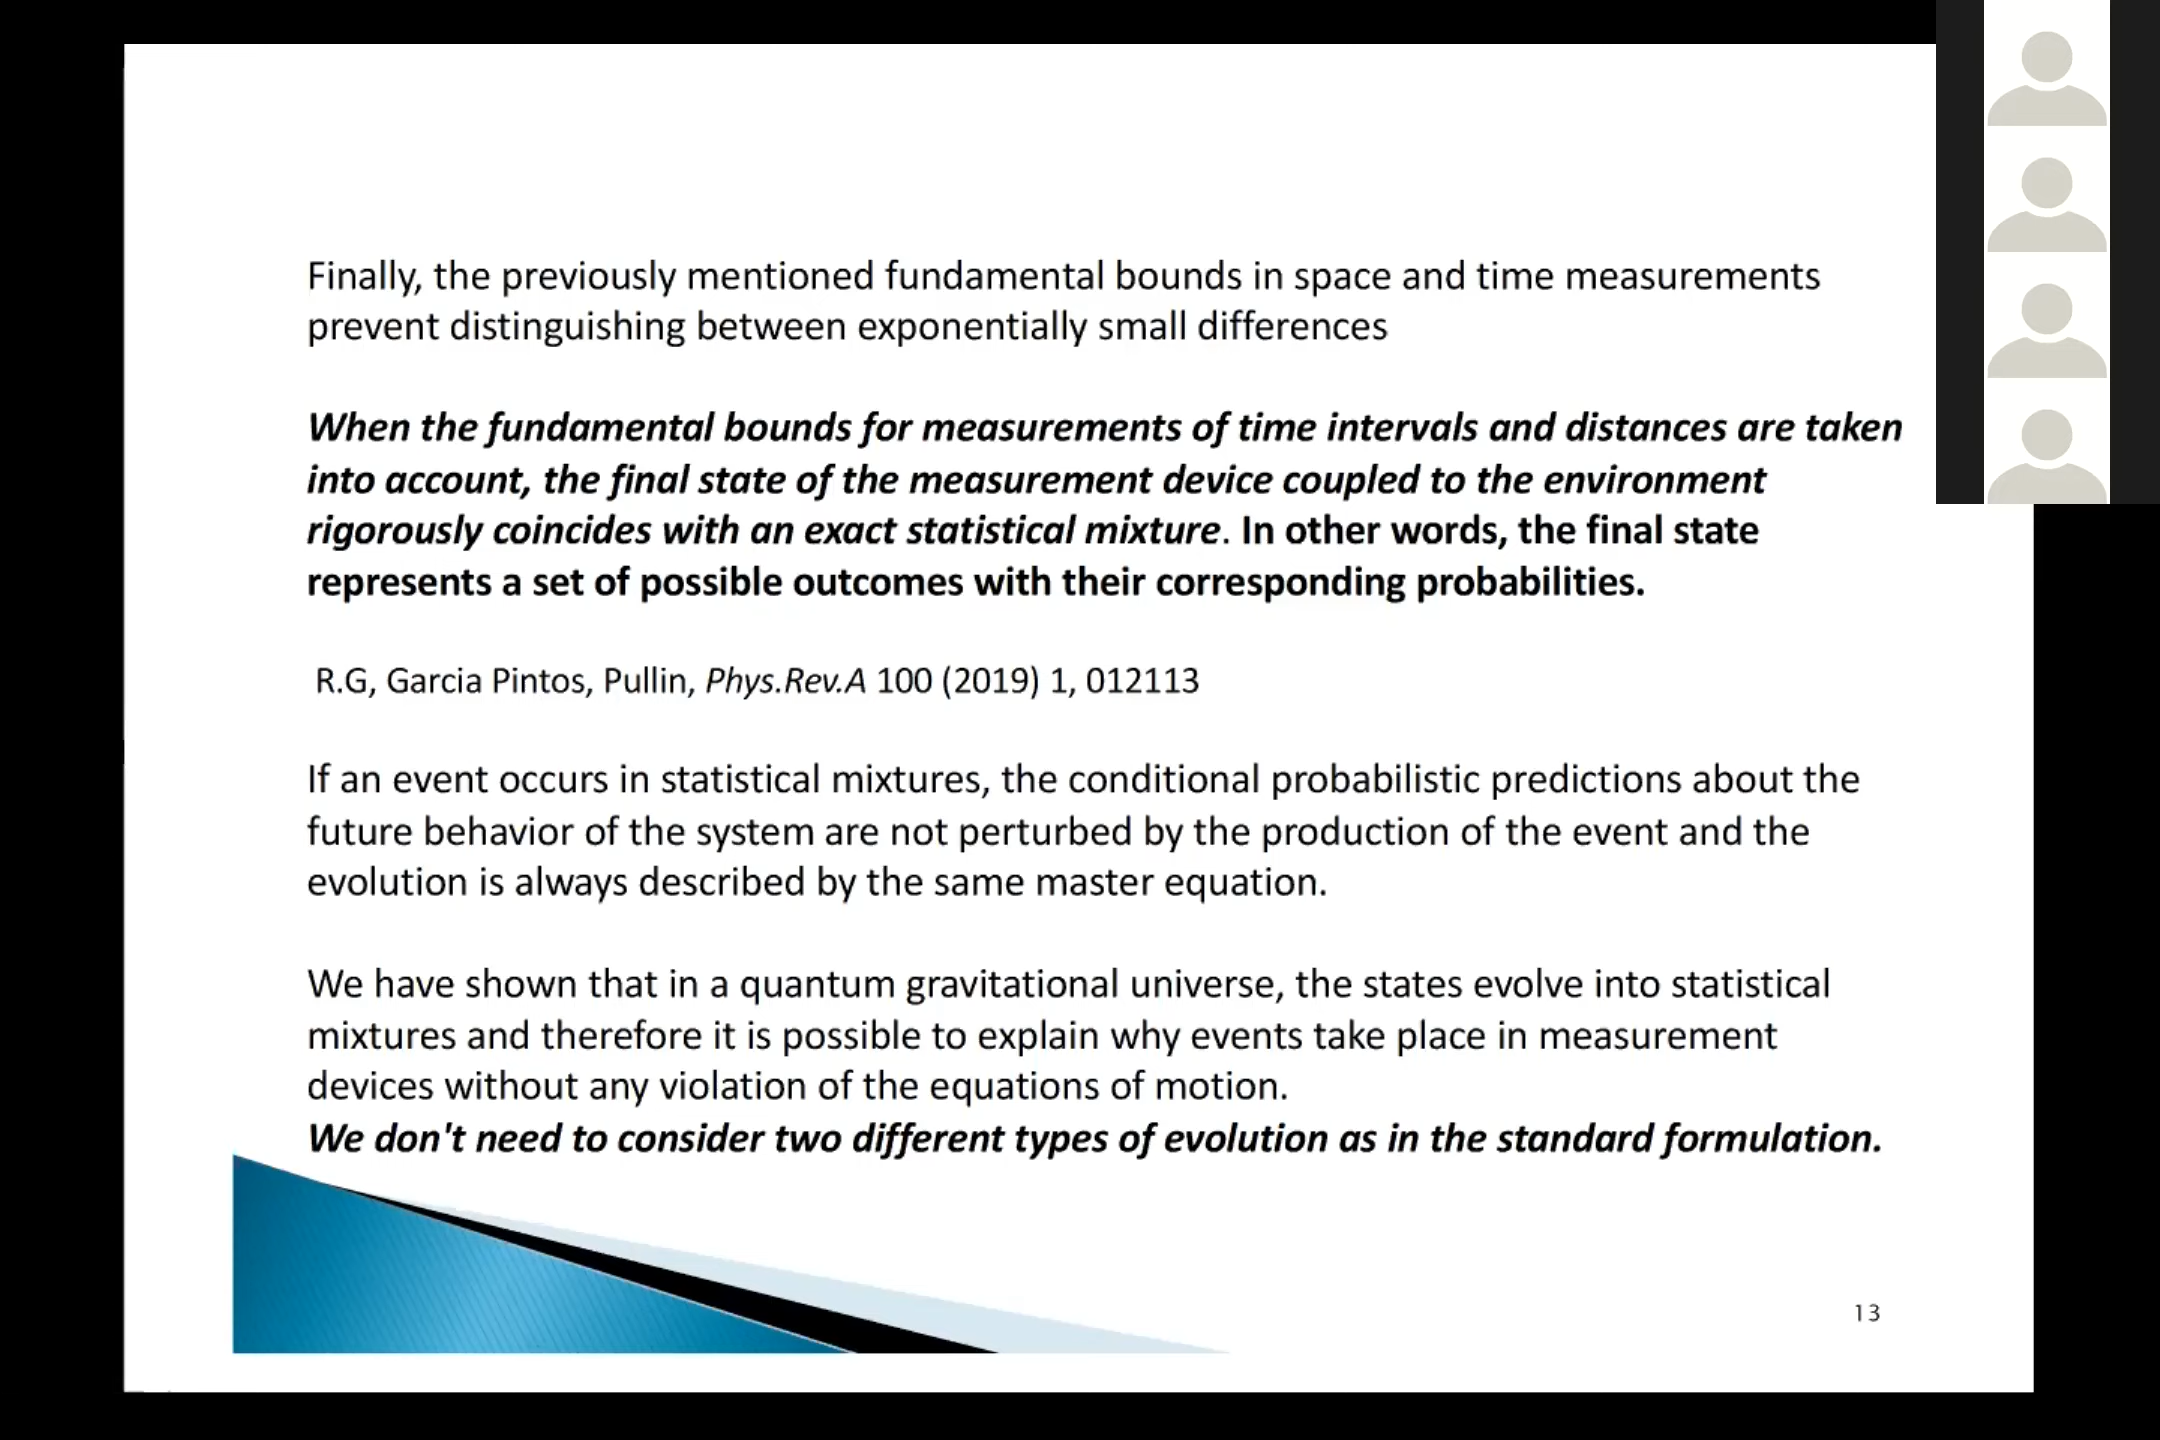 Finally, the previously mentioned fundamental bounds in space and time measurements
prevent distinguishing between exponentially small differences
When the fundamental bounds for measurements of time intervals and distances are taken
into account, the final state of the measurement device coupled to the environment
rigorously coincides with an exact statistical mixture. In other words, the final state
represents a set of possible outcomes with their corresponding probabilities.
R.G, Garcia Pintos, Pullin, Phys.Rev.A 100 (2019) 1, 012113
If an event occurs in statistical mixtures, the conditional probabilistic predictions about the
future behavior of the system are not perturbed by the production of the event and the
evolution is always described by the same master equation.
We have shown that in a quantum gravitational universe, the states evolve into statistical
mixtures and therefore it is possible to explain why events take place in measurement
devices without any violation of the equations of motion.
We don't need to consider two different types of evolution as in the standard formulation.
13